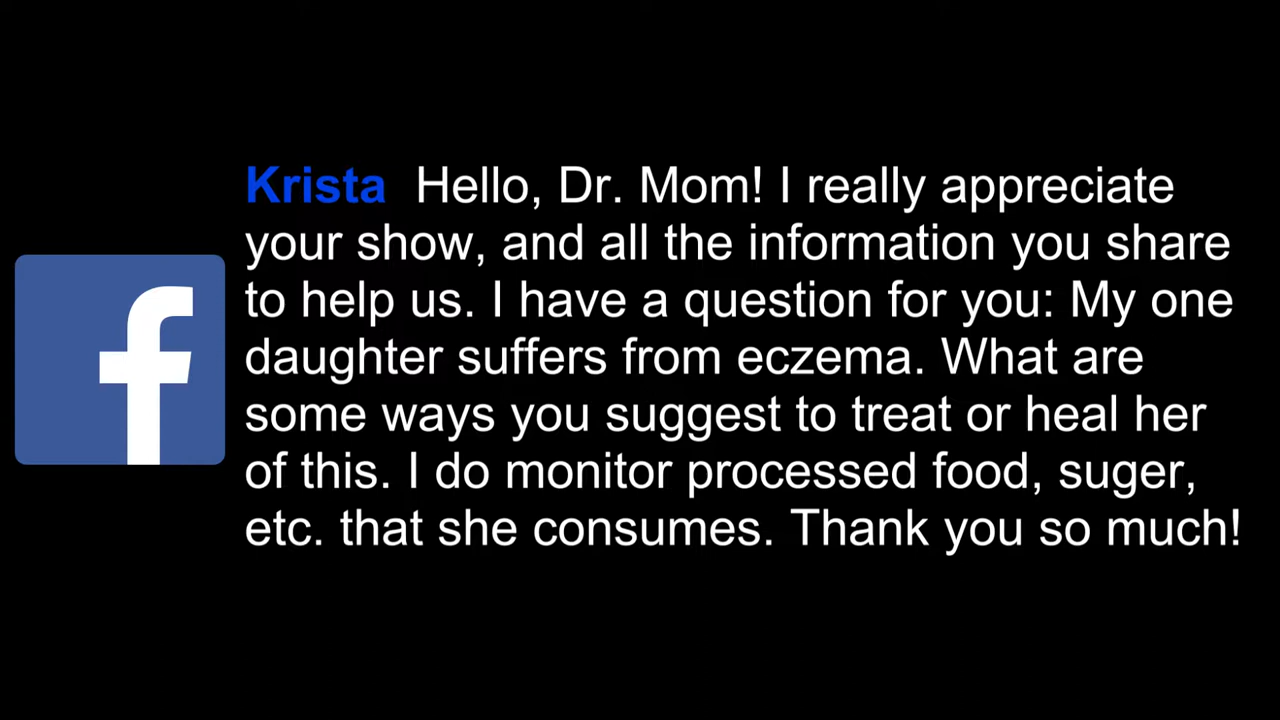 Krista Hello, Dr. Mom! I really appreciate
your show, and all the information you share
to help us. I have a question for you: My one
daughter suffers from eczema. What are
some ways you suggest to treat or heal her
of this. I do monitor processed food, suger,
etc. that she consumes. Thank you so much!